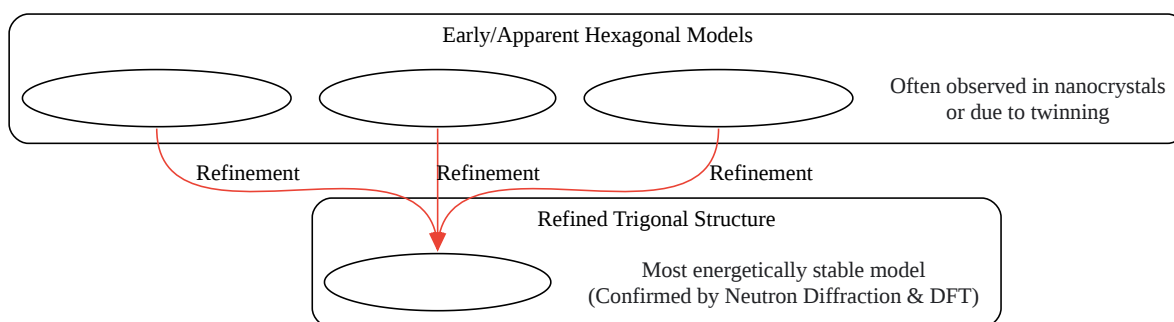 Early/Apparent Hexagonal Models
Often observed in nanocrystals
or due to twinning
Refinement
Refinement
Refinement
Refined Trigonal Structure
Most energetically stable model
(Confirmed by Neutron Diffraction & DFT)